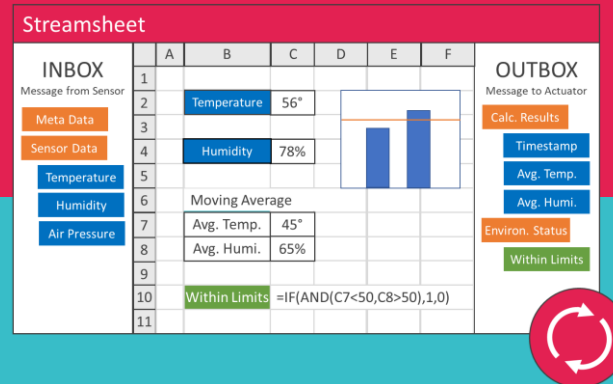 Streamsheet
INBOX
Message from Sensor
Meta Data
Sensor Data
Temperature
Humidity
Air Pressure
A B C D E F
1
2 Temperature 56°
3
4 Humidity 78%
5
6 Moving Average
7 Avg. Temp. 45°
8 Avg. Humi. 65%
9
10 Within Limits =IF(AND(C7<50,C8>50),1,0)
11
OUTBOX
Message to Actuator
Calc. Results
Timestamp
Avg. Temp.
Avg. Humi.
Environ. Status
Within Limits